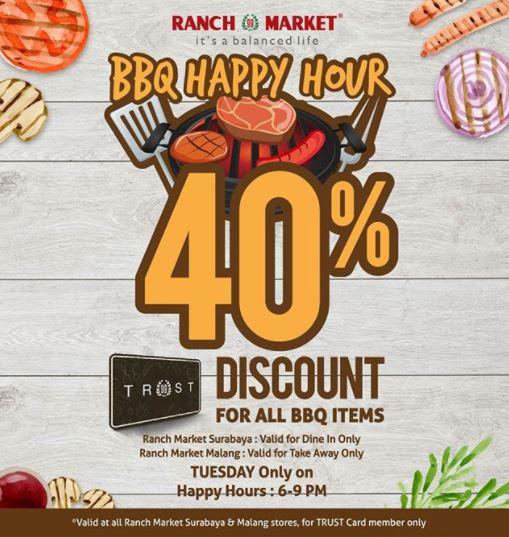 RANCH 99 MARKET®
it's a balanced life
BBQ HAPPY HOUR
40%
TRUST
DISCOUNT
FOR ALL BBQ ITEMS
Ranch Market Surabaya : Valid for Dine In Only
Ranch Market Malang : Valid for Take Away Only
TUESDAY Only on
Happy Hours : 6-9 PM
*Valid at all Ranch Market Surabaya & Malang stores, for TRUST Card member only